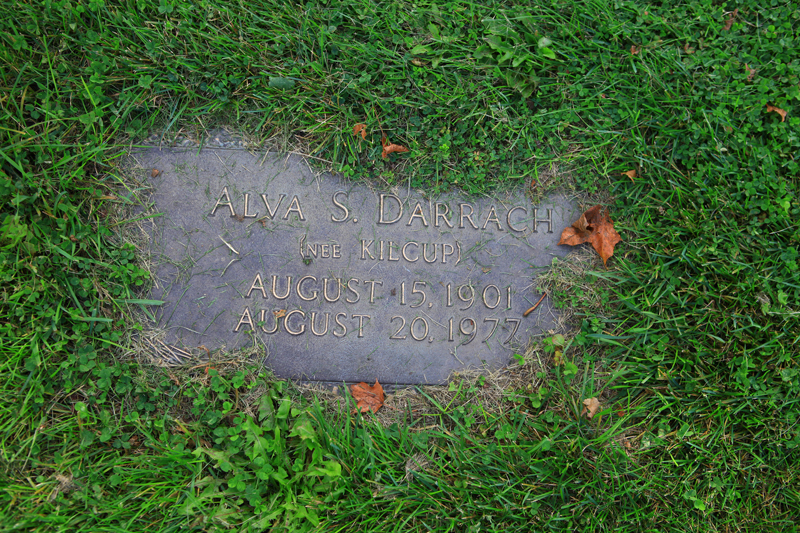 ALVA S. DARRACH
(NEE KILCUP)
AUGUST 15, 1901
AUGUST 20, 1977